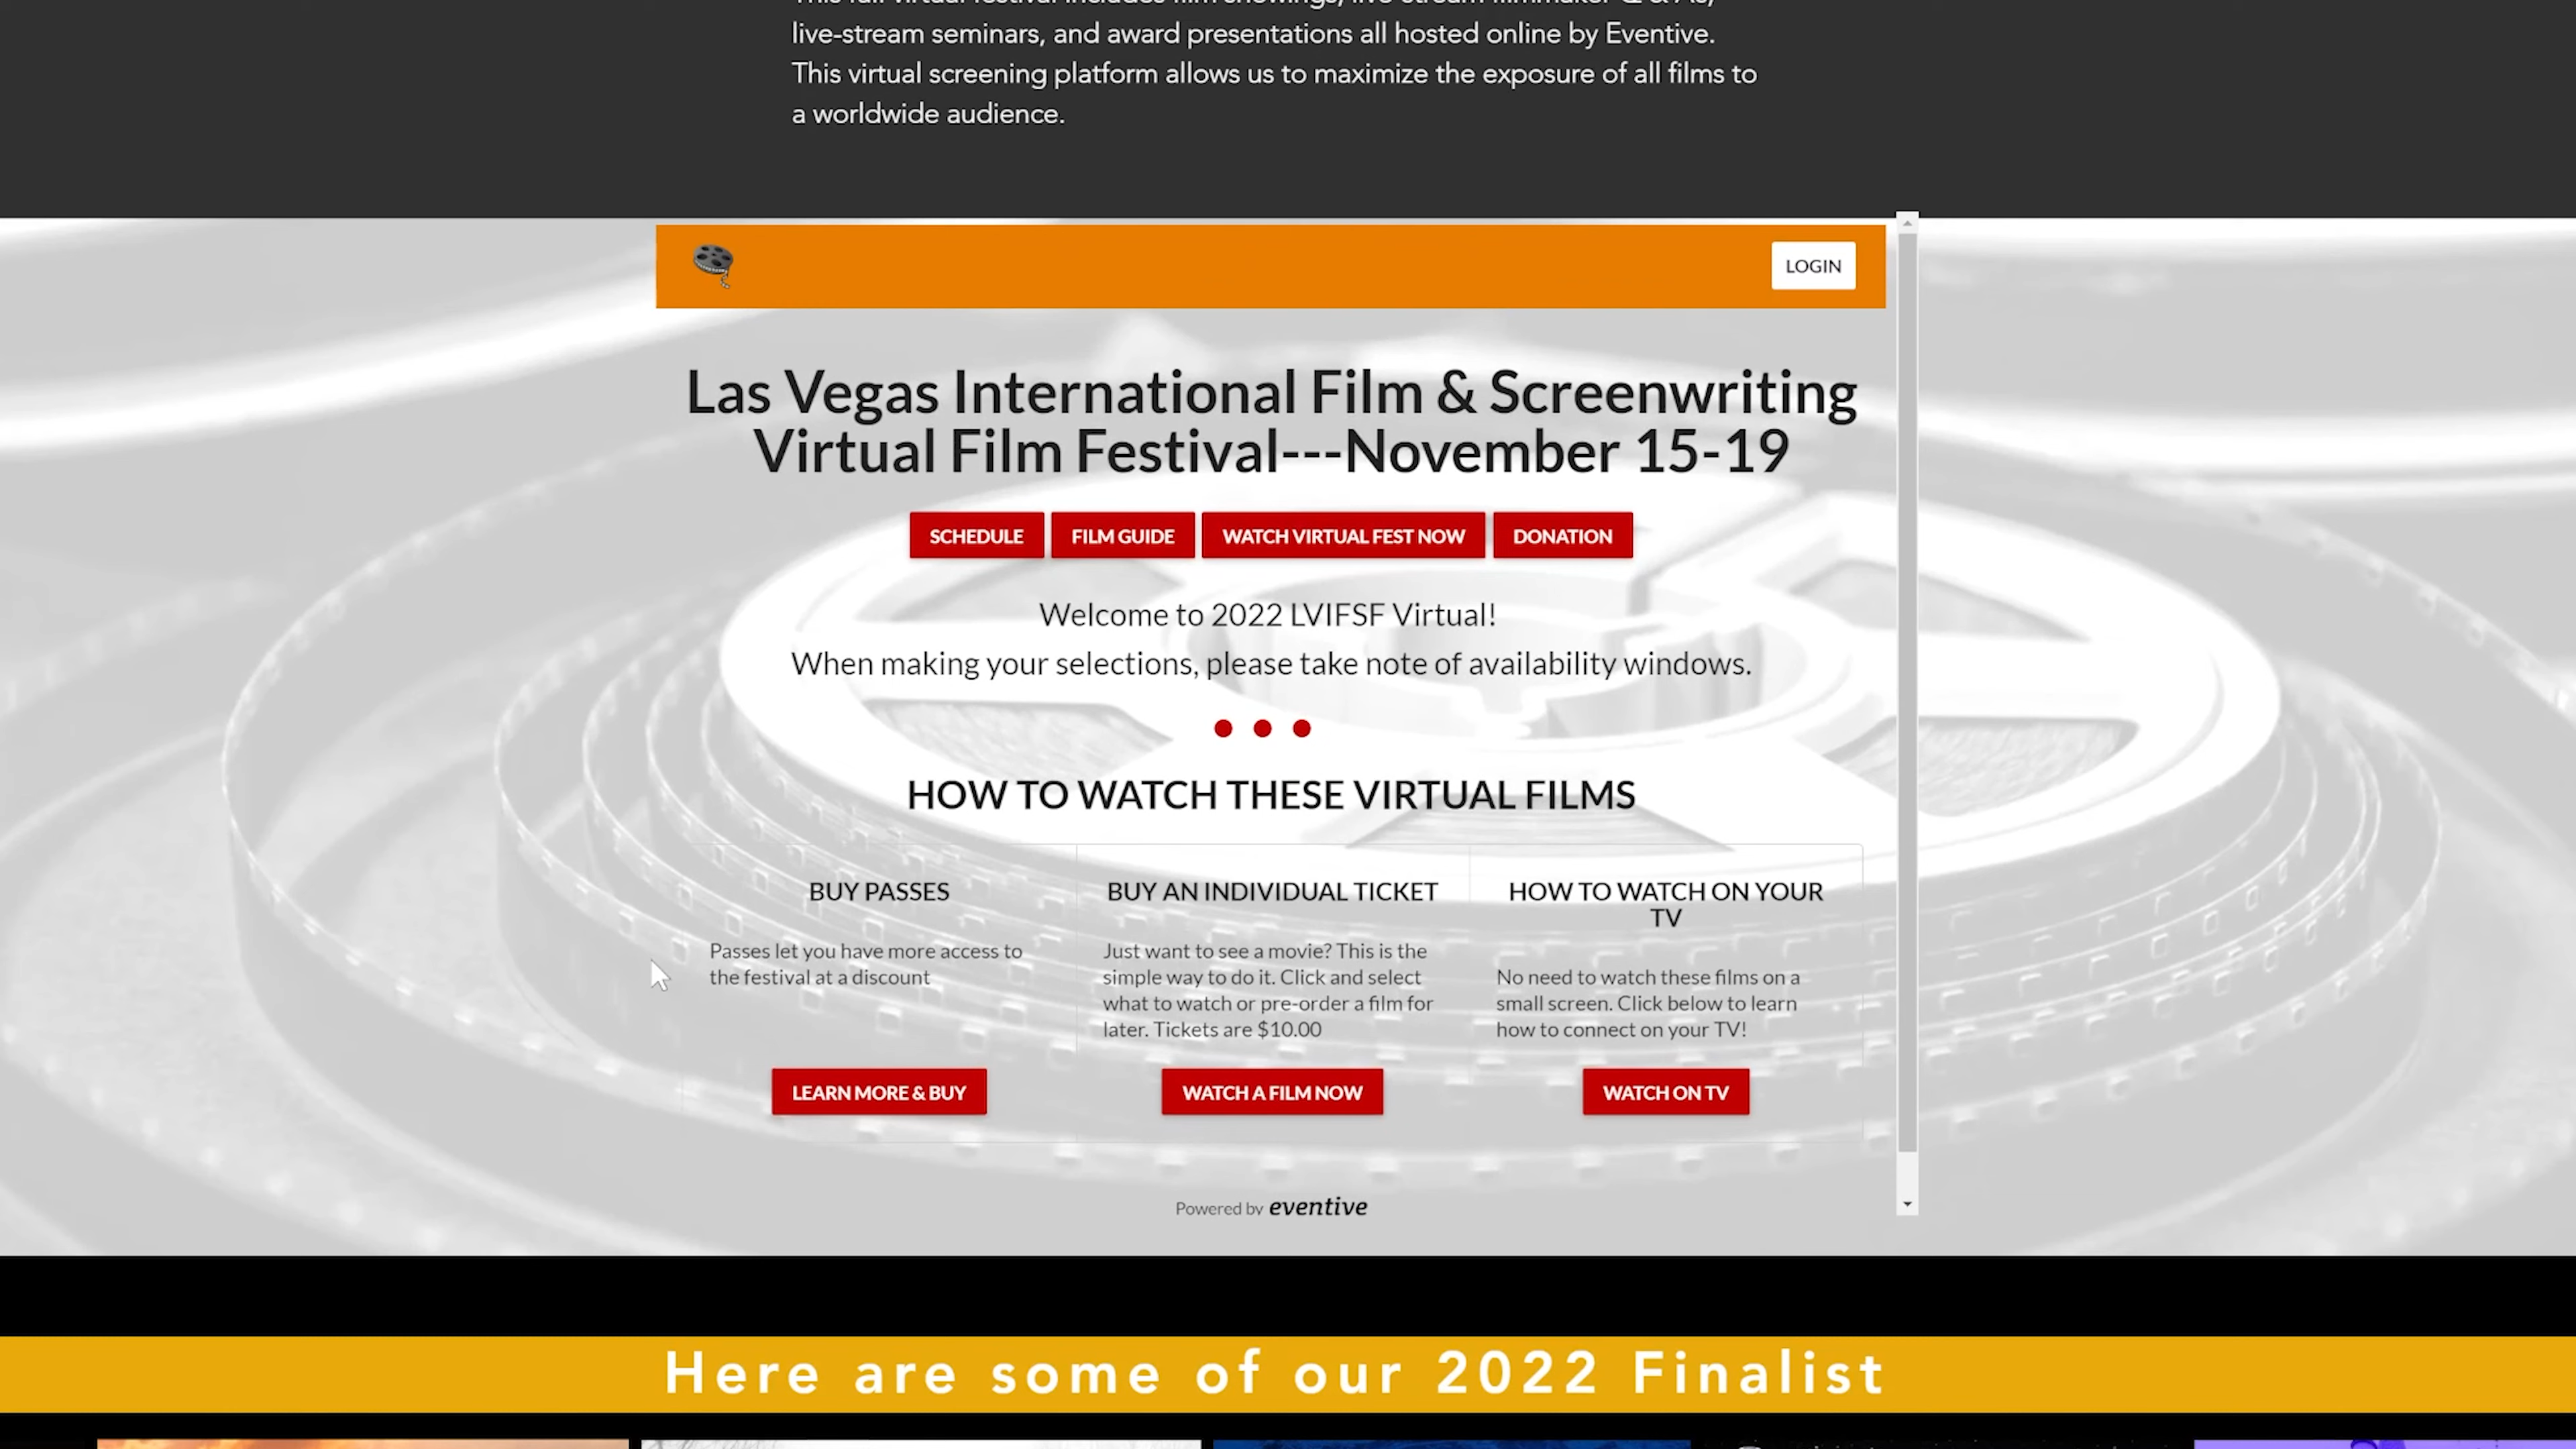 live-stream seminars, and award presentations all hosted online by Eventive.
This virtual screening platform allows us to maximize the exposure of all films to
a worldwide audience.
LOGIN
Las Vegas International Film & Screenwriting
Virtual Film Festival---November 15-19
SCHEDULE
FILM GUIDE
WATCH VIRTUAL FEST NOW
DONATION
Welcome to 2022 LVIFSF Virtual!
When making your selections, please take note of availability windows.
HOW TO WATCH THESE VIRTUAL FILMS
BUY PASSES
Passes let you have more access to
the festival at a discount
LEARN MORE & BUY
BUY AN INDIVIDUAL TICKET
Just want to see a movie? This is the
simple way to do it. Click and select
what to watch or pre-order a film for
later. Tickets are $10.00
WATCH A FILM NOW
HOW TO WATCH ON YOUR
TV
No need to watch these films on a
small screen. Click below to learn
how to connect on your TV!
WATCH ON TV
Powered by eventive
Here are some of our 2022 Finalist